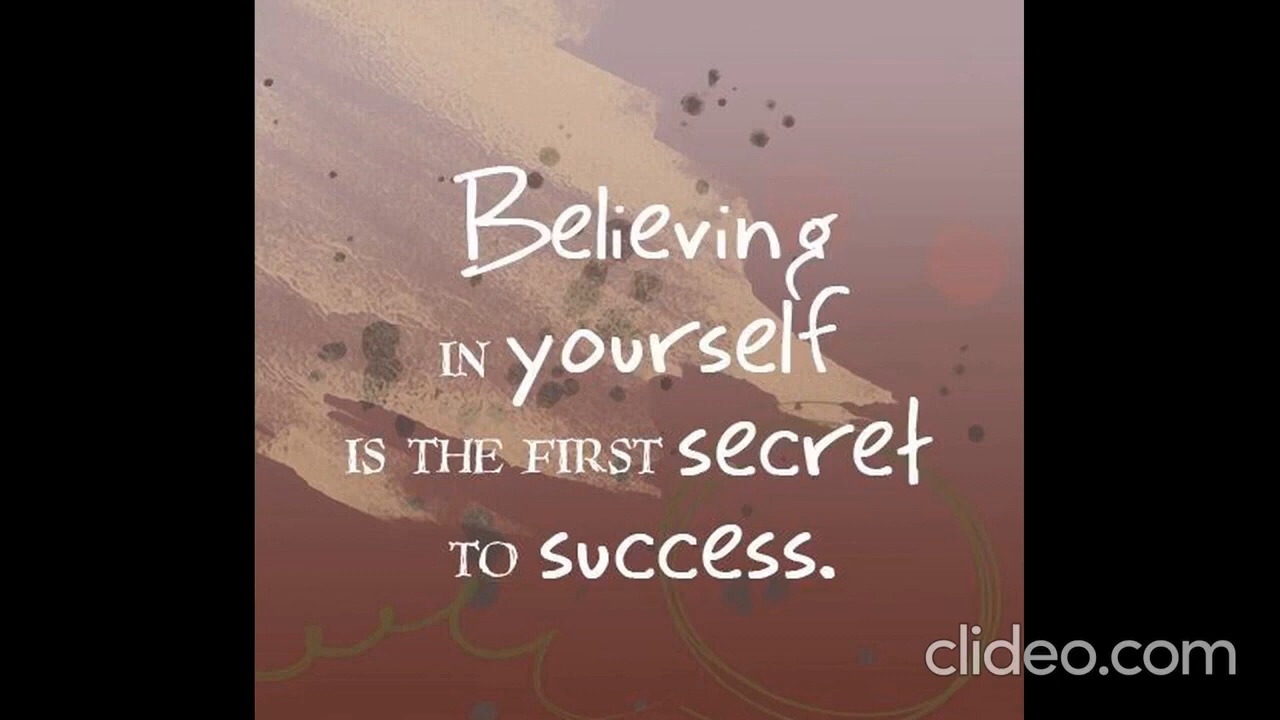 Believing
IN yourself
IS THE FIRST secret
TO success.
clideo.com